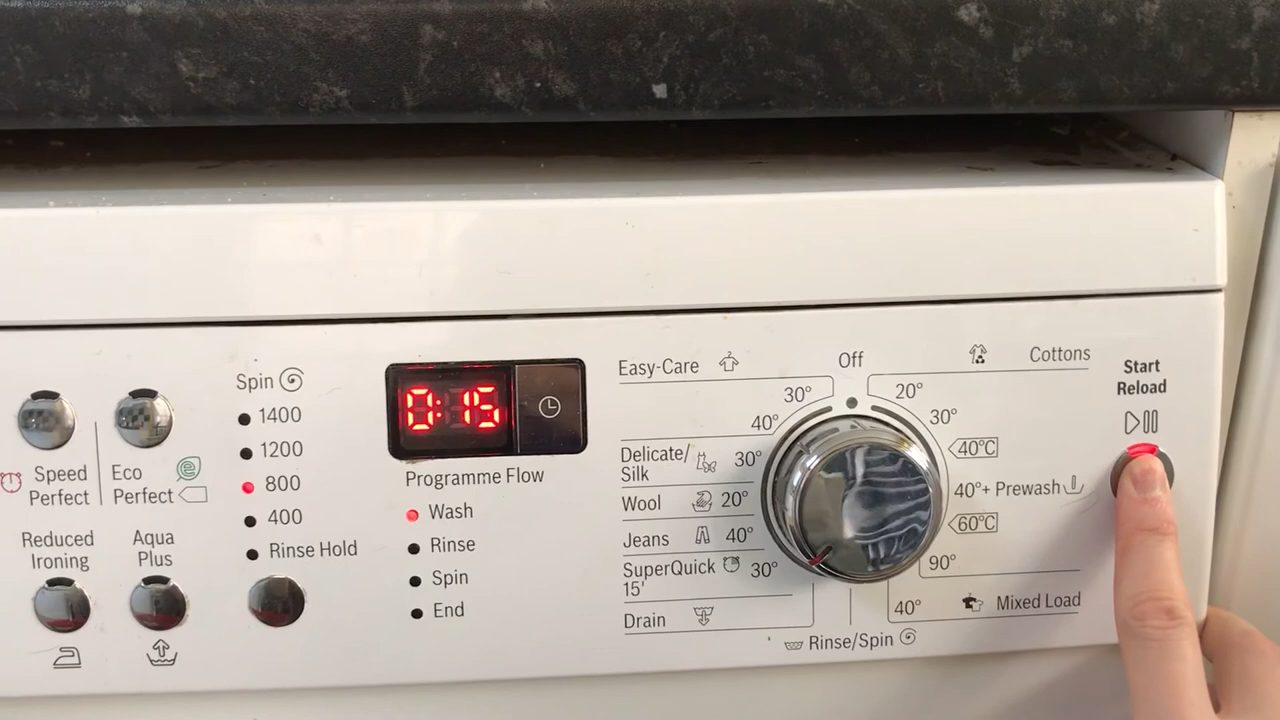 Speed
Perfect
Eco
Perfect
Reduced
Ironing
Aqua
Plus
Spin
1400
1200
800
400
Rinse Hold
0:15
Programme Flow
Wash
Rinse
Spin
End
Easy-Care
30°
40°
Delicate/
Silk 30°
Wool 20°
Jeans 40°
SuperQuick
15' 30°
Drain
Off
Cottons
20°
30°
40°C
40°+ Prewash
60°C
90°
40° Mixed Load
Rinse/Spin
Start
Reload